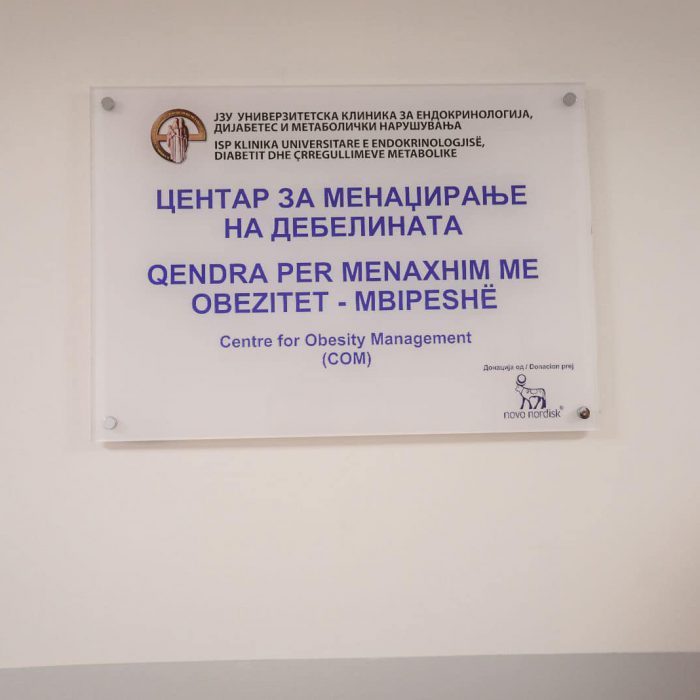 ЈЗУ УНИВЕРЗИТЕТСКА КЛИНИКА ЗА ЕНДОКРИНОЛОГИЈА,
ДИЈАБЕТЕС И МЕТАБОЛИЧКИ НАРУШУВАЊА
ISP KLINIKA UNIVERSITARE E ENDOKRINOLOGJISË,
DIABETIT DHE ÇRREGULLIMEVE METABOLIKE
ЦЕНТАР ЗА МЕНАЏИРАЊЕ
НА ДЕБЕЛИНАТА
QENDRA PER MENAXHIM ME
OBEZITET - MBIPESHË
Centre for Obesity Management
(COM)
Донација од / Donacion prej
novo nordisk®